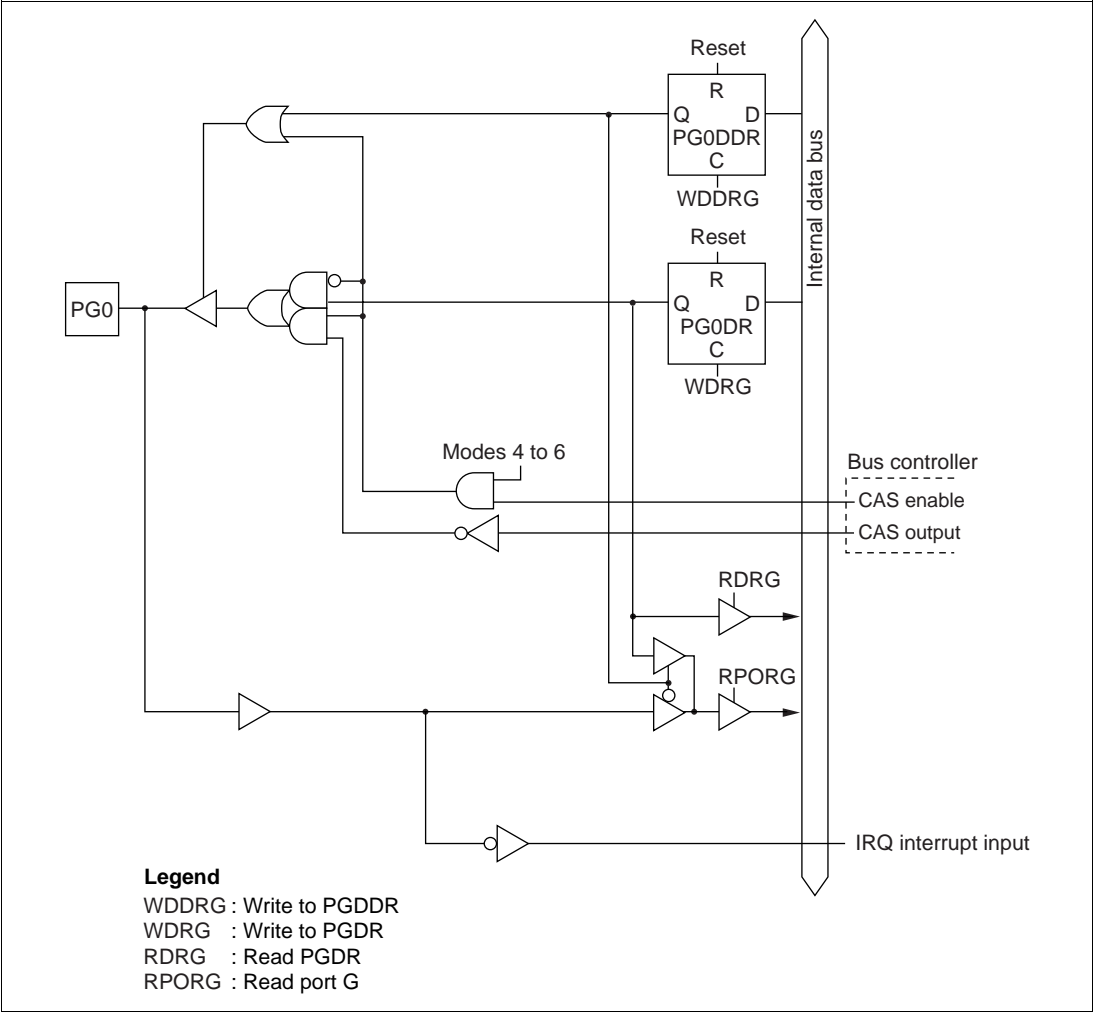 Reset
R
Q D
PG0DDR
C
WDDRG
Internal data bus
Reset
R
Q D
PG0DR
C
WDRG
PG0
Modes 4 to 6
Bus controller
CAS enable
CAS output
RDRG
RPORG
IRQ interrupt input
Legend
WDDRG : Write to PGDDR
WDRG : Write to PGDR
RDRG : Read PGDR
RPORG : Read port G